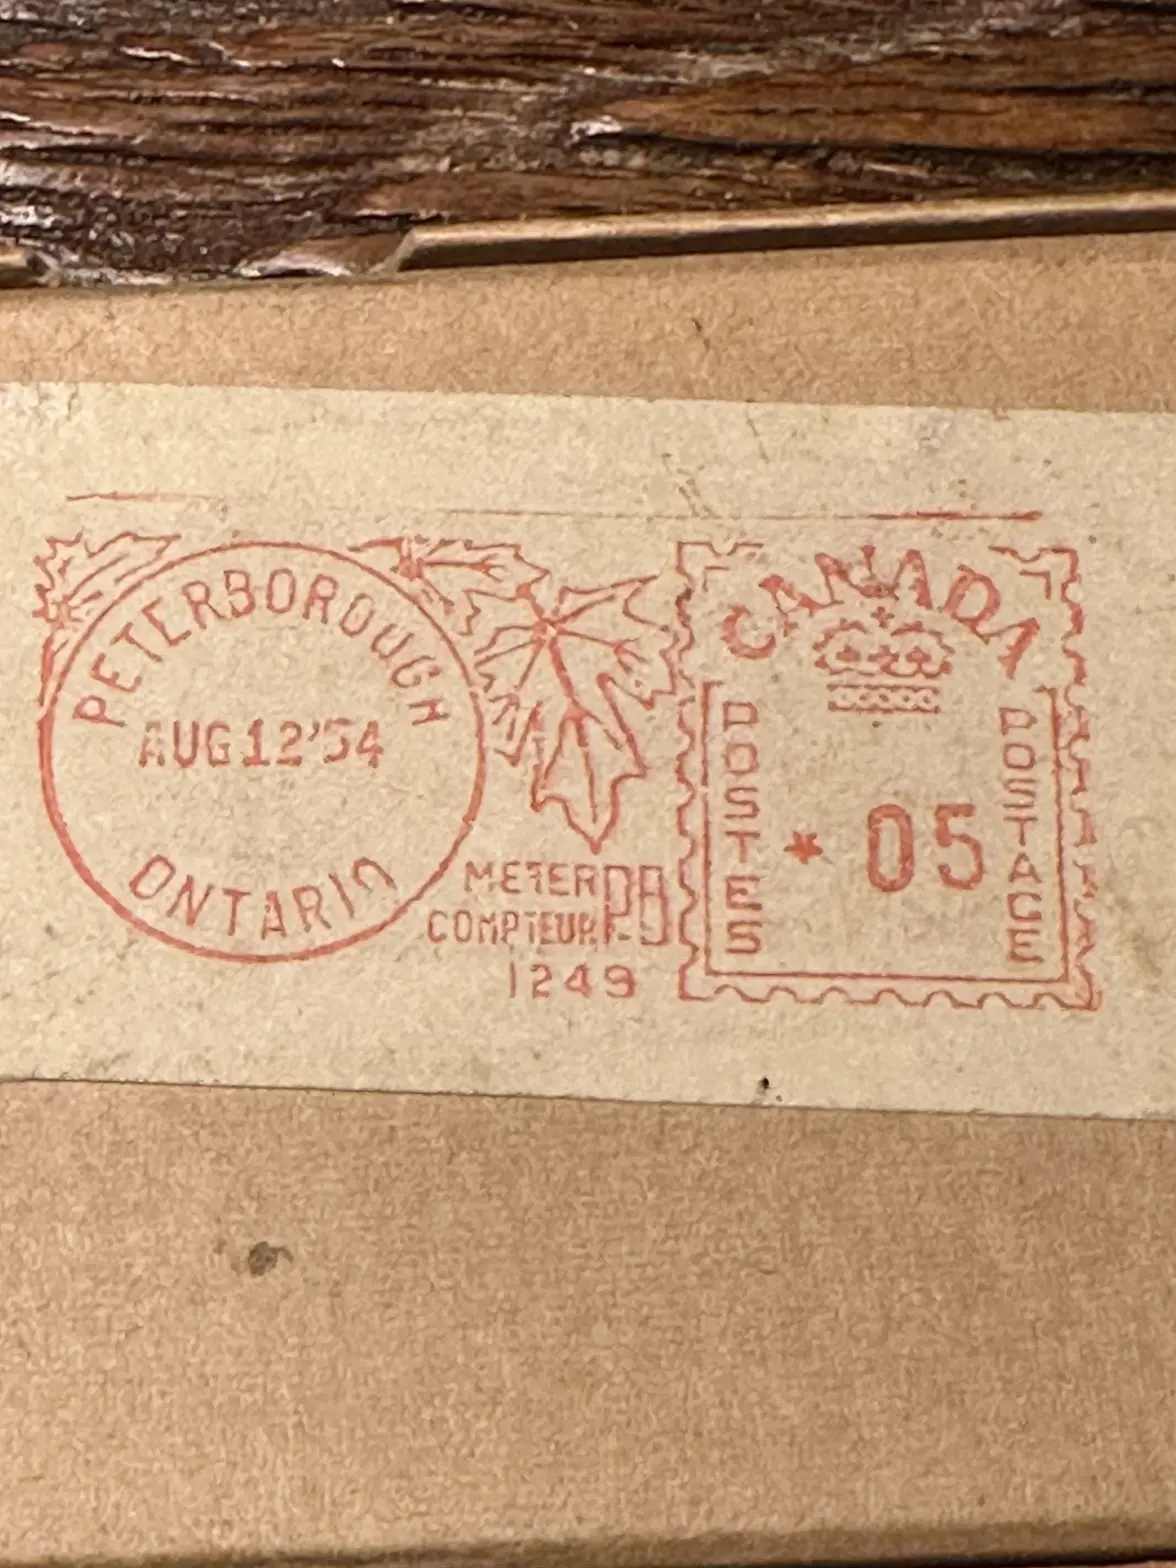 PETERBOROUGH
AUG 12 '54
ONTARIO
METER
COMPTEUR
PB
1249
CANADA
POSTES
POSTAGE
* 05